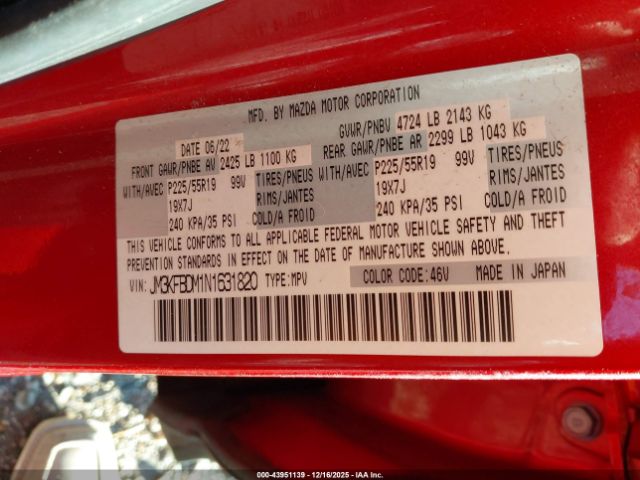 MFD. BY MAZDA MOTOR CORPORATION
DATE 06/22 GVWR/PNBV 4724 LB 2143 KG
FRONT GAWR/PNBE AV 2425 LB 1100 KG REAR GAWR/PNBE AR 2299 LB 1043 KG
WITH/AVEC P225/55R19 99V TIRES/PNEUS WITH/AVEC P225/55R19 99V TIRES/PNEUS
19X7J RIMS/JANTES 19X7J RIMS/JANTES
240 KPA/35 PSI COLD/A FROID 240 KPA/35 PSI COLD/A FROID
THIS VEHICLE CONFORMS TO ALL APPLICABLE FEDERAL MOTOR VEHICLE SAFETY AND THEFT
PREVENTION STANDARDS IN EFFECT ON THE DATE OF MANUFACTURE SHOWN ABOVE.
VIN: JM3KFBDM1N1631820 TYPE:MPV COLOR CODE:46V MADE IN JAPAN
000-43951139 - 12/16/2025 - IAA Inc.